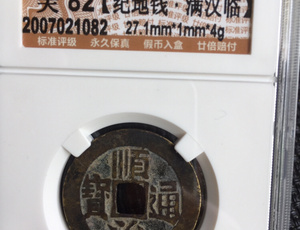 美 82【纪地钱·满汉临】
2007021082 27.1mm*1mm*4g
标准评级 永久保真 假币入盒 廿倍赔付
順治通寶